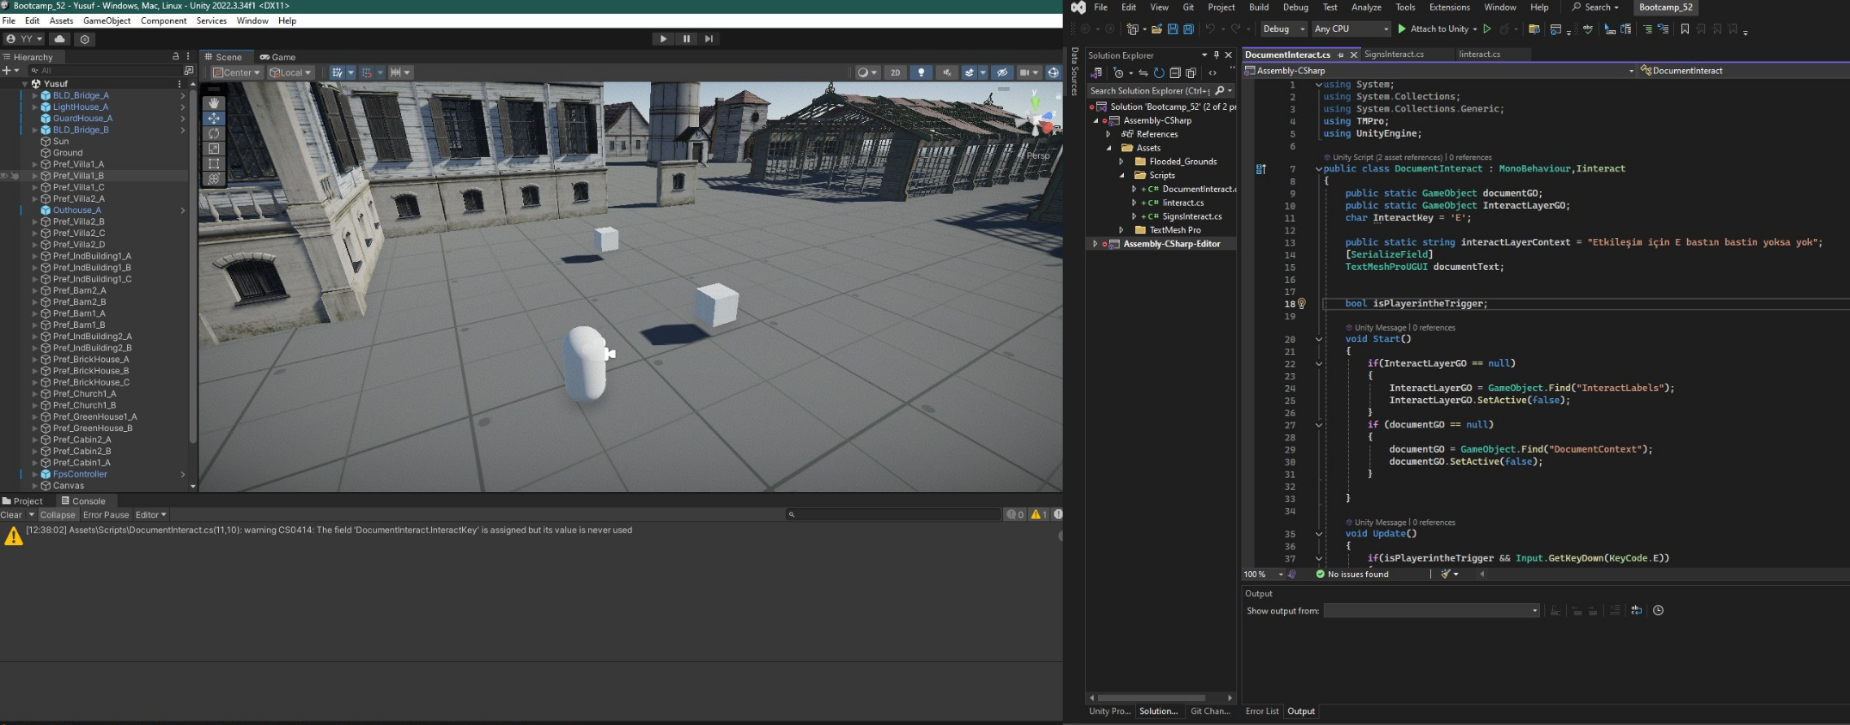 Bootcamp_52 - Yusuf - Windows, Mac, Linux - Unity 2022.3.34f1 <DX11>
File Edit Assets GameObject Component Services Window Help
YY
Hierarchy
All
Yusuf
BLD_Bridge_A
LightHouse_A
GuardHouse_A
BLD_Bridge_B
Sun
Ground
Pref_Villa1_A
Pref_Villa1_B
Pref_Villa1_C
Pref_Villa2_A
Outhouse_A
Pref_Villa2_B
Pref_Villa2_C
Pref_Villa2_D
Pref_IndBuilding1_A
Pref_IndBuilding1_B
Pref_IndBuilding1_C
Pref_Barn2_A
Pref_Barn2_B
Pref_Barn1_A
Pref_Barn1_B
Pref_IndBuilding2_A
Pref_IndBuilding2_B
Pref_BrickHouse_A
Pref_BrickHouse_B
Pref_BrickHouse_C
Pref_Church1_A
Pref_Church1_B
Pref_GreenHouse1_A
Pref_GreenHouse_B
Pref_Cabin2_A
Pref_Cabin2_B
Pref_Cabin1_A
FpsController
Canvas
Scene Game
Center Local 2D
Persp
Project Console
Clear Collapse Error Pause Editor
0 1
[12:38:02] Assets\Scripts\DocumentInteract.cs(11,10): warning CS0414: The field 'DocumentInteract.InteractKey' is assigned but its value is never used
File Edit View Git Project Build Debug Test Analyze Tools Extensions Window Help Search Bootcamp_52
Debug Any CPU Attach to Unity
Data Sources
Solution Explorer
Search Solution Explorer (Ctrl+ş
Solution 'Bootcamp_52' (2 of 2 pr
Assembly-CSharp
References
Assets
Flooded_Grounds
Scripts
C# DocumentInteract.c
C# Iinteract.cs
C# SignsInteract.cs
TextMesh Pro
Assembly-CSharp-Editor
Unity Pro... Solution... Git Chan...
DocumentInteract.cs SignsInteract.cs Iinteract.cs
Assembly-CSharp DocumentInteract
1 using System;
2 using System.Collections;
3 using System.Collections.Generic;
4 using TMPro;
5 using UnityEngine;
6
Unity Script (2 asset references) | 0 references
7 public class DocumentInteract : MonoBehaviour,Iinteract
8 {
9 public static GameObject documentGO;
10 public static GameObject InteractLayerGO;
11 char InteractKey = 'E';
12
13 public static string interactLayerContext = "Etkileşim için E bastın bastin yoksa yok";
14 [SerializeField]
15 TextMeshProUGUI documentText;
16
17
18 bool isPlayerintheTrigger;
19
Unity Message | 0 references
20 void Start()
21 {
22 if(InteractLayerGO == null)
23 {
24 InteractLayerGO = GameObject.Find("InteractLabels");
25 InteractLayerGO.SetActive(false);
26 }
27 if (documentGO == null)
28 {
29 documentGO = GameObject.Find("DocumentContext");
30 documentGO.SetActive(false);
31 }
32
33 }
34
Unity Message | 0 references
35 void Update()
36 {
37 if(isPlayerintheTrigger && Input.GetKeyDown(KeyCode.E))
100 % No issues found
Output
Show output from:
Error List Output